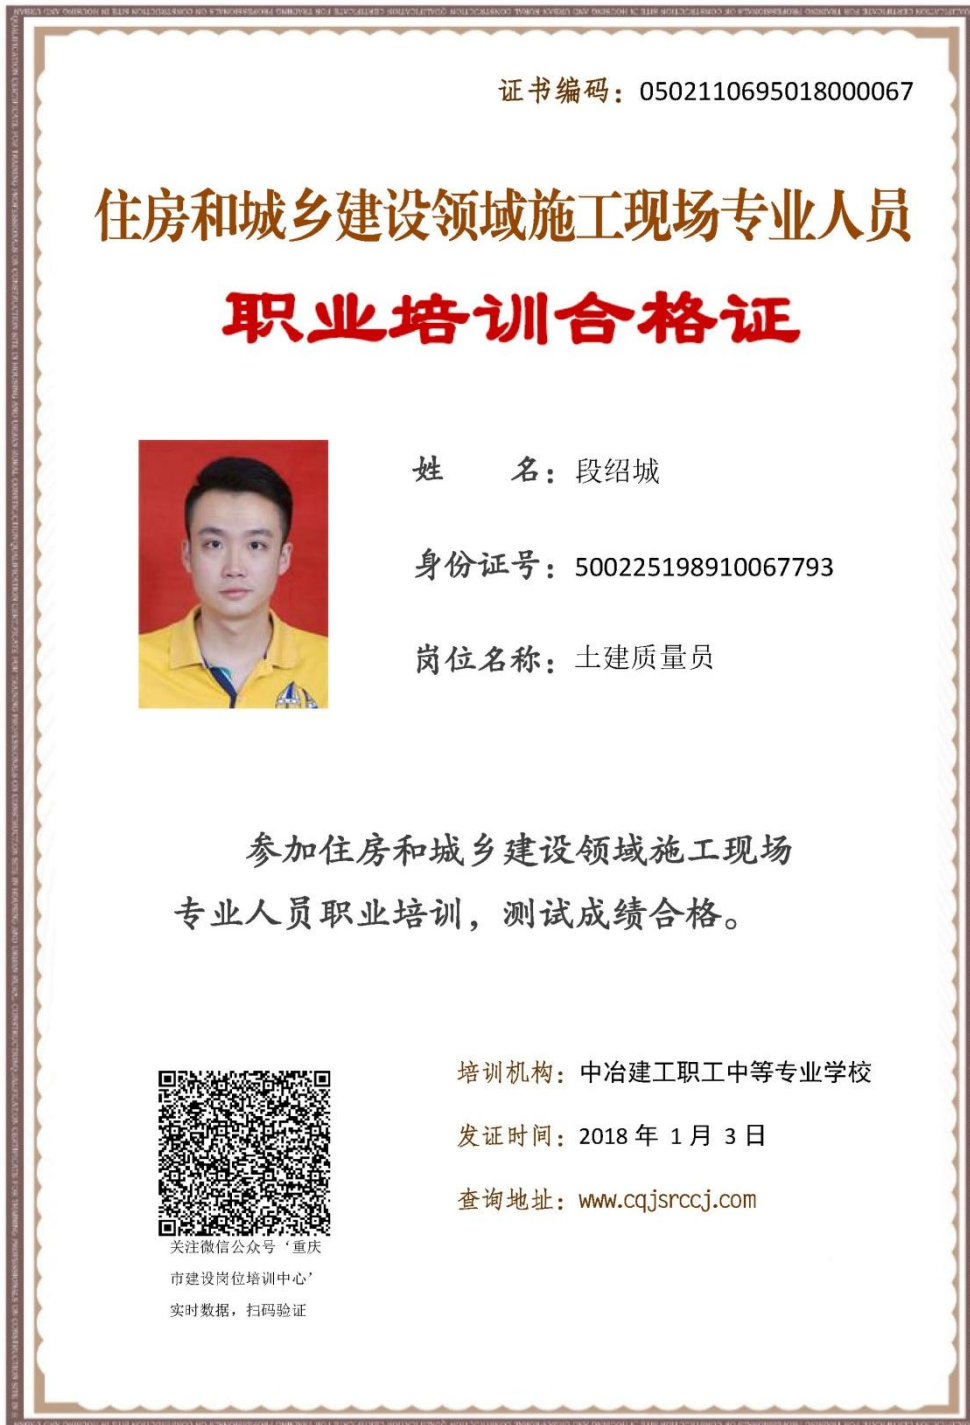 证书编码：0502110695018000067
住房和城乡建设领域施工现场专业人员
职业培训合格证
姓 名：段绍城
身份证号：500225198910067793
岗位名称：土建质量员
参加住房和城乡建设领域施工现场
专业人员职业培训，测试成绩合格。
培训机构：中冶建工职工中等专业学校
发证时间：2018 年 1 月 3 日
查询地址：www.cqjsrccj.com
关注微信公众号‘重庆
市建设岗位培训中心’
实时数据，扫码验证